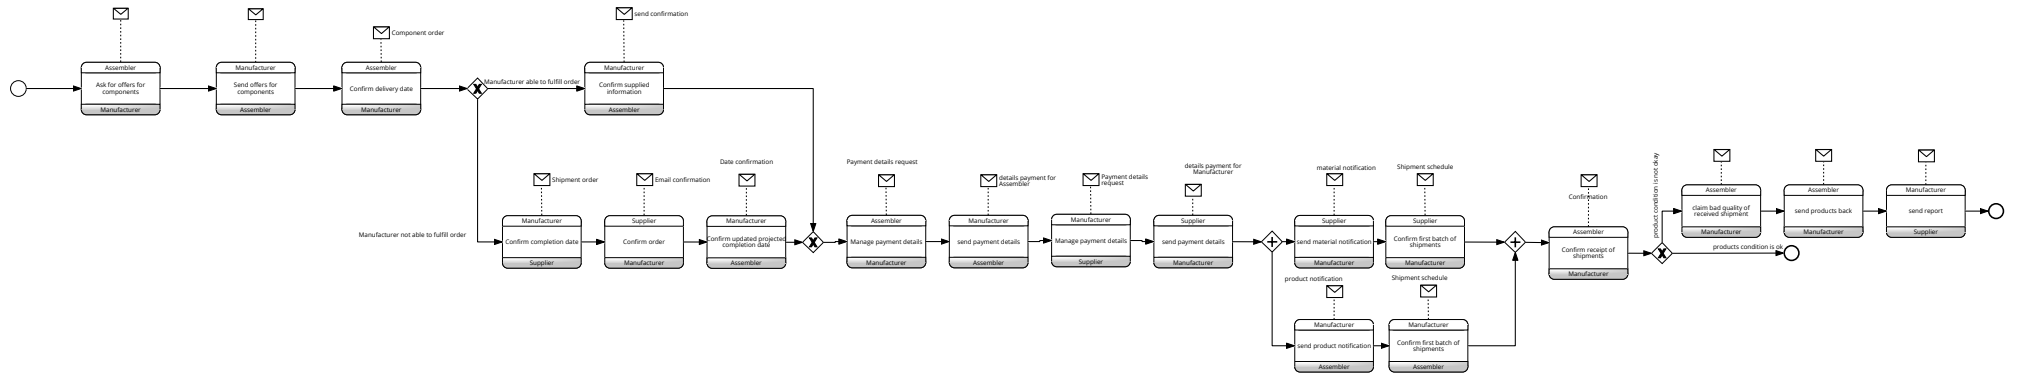 send confirmation
Component order
Assembler
Ask for offers for
components
Manufacturer
Manufacturer
Send offers for
components
Assembler
Assembler
Confirm delivery date
Manufacturer
Manufacturer able to fulfill order
Manufacturer
Confirm supplied
information
Assembler
Manufacturer not able to fulfill order
Shipment order
Manufacturer
Confirm completion date
Supplier
Email confirmation
Supplier
Confirm order
Manufacturer
Date confirmation
Manufacturer
Confirm updated projected
completion date
Assembler
Payment details request
Assembler
Manage payment details
Manufacturer
details payment for
Assembler
Manufacturer
send payment details
Assembler
Payment details
request
Manufacturer
Manage payment details
Supplier
details payment for
Manufacturer
Supplier
send payment details
Manufacturer
material notification
Supplier
send material notification
Manufacturer
Shipment schedule
Supplier
Confirm first batch of
shipments
Manufacturer
product notification
Manufacturer
send product notification
Assembler
Shipment schedule
Manufacturer
Confirm first batch of
shipments
Assembler
Confirmation
Assembler
Confirm receipt of
shipments
Manufacturer
product condition is not okay
products condition is ok
Assembler
claim bad quality of
received shipment
Manufacturer
Assembler
send products back
Manufacturer
Manufacturer
send report
Supplier